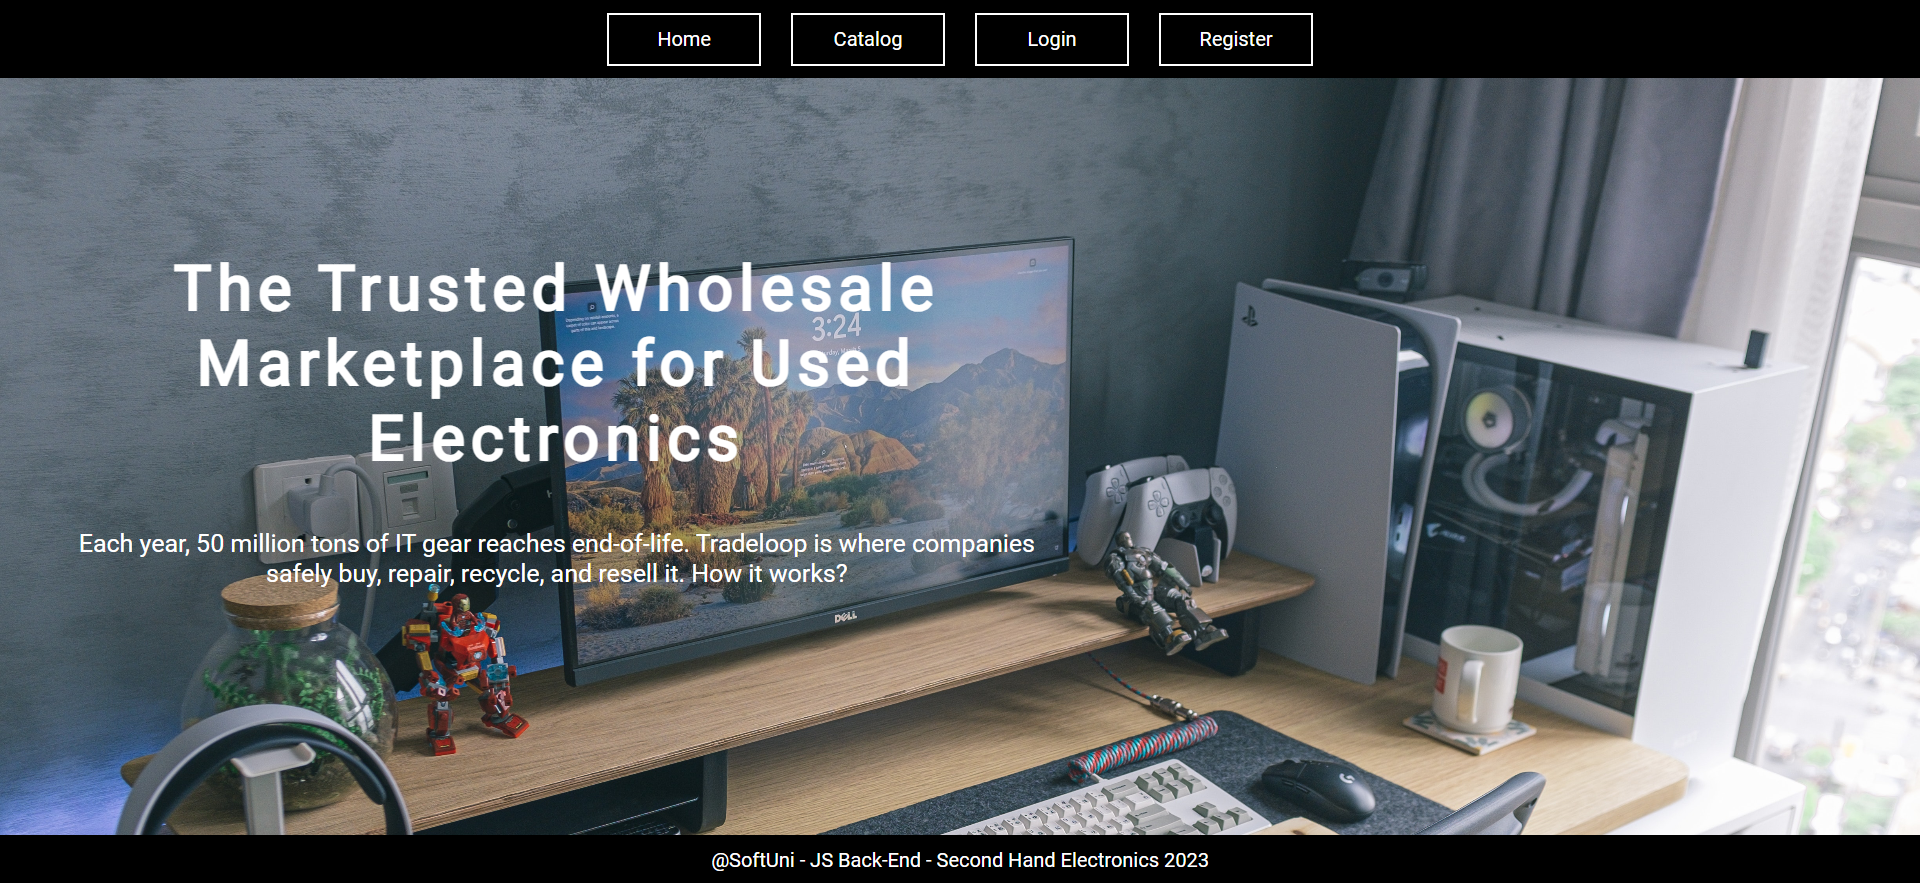 Home
Catalog
Login
Register
The Trusted Wholesale
Marketplace for Used
Electronics
3:24
Each year, 50 million tons of IT gear reaches end-of-life. Tradeloop is where companies
safely buy, repair, recycle, and resell it. How it works?
DELL
@SoftUni - JS Back-End - Second Hand Electronics 2023